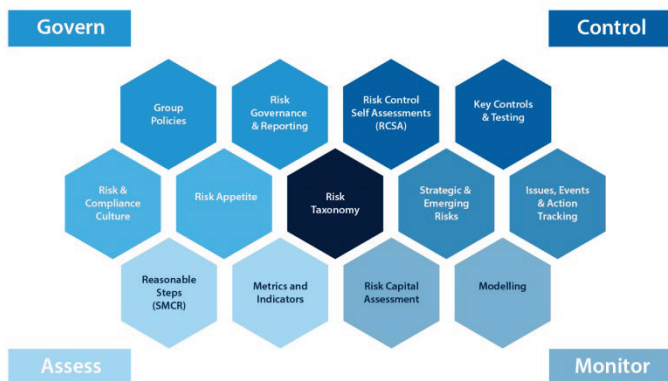 Govern
Control
Group
Policies
Risk
Governance
& Reporting
Risk Control
Self Assessments
(RCSA)
Key Controls
& Testing
Risk &
Compliance
Culture
Risk Appetite
Risk
Taxonomy
Strategic &
Emerging
Risks
Issues, Events
& Action
Tracking
Reasonable
Steps
(SMCR)
Metrics and
Indicators
Risk Capital
Assessment
Modelling
Assess
Monitor